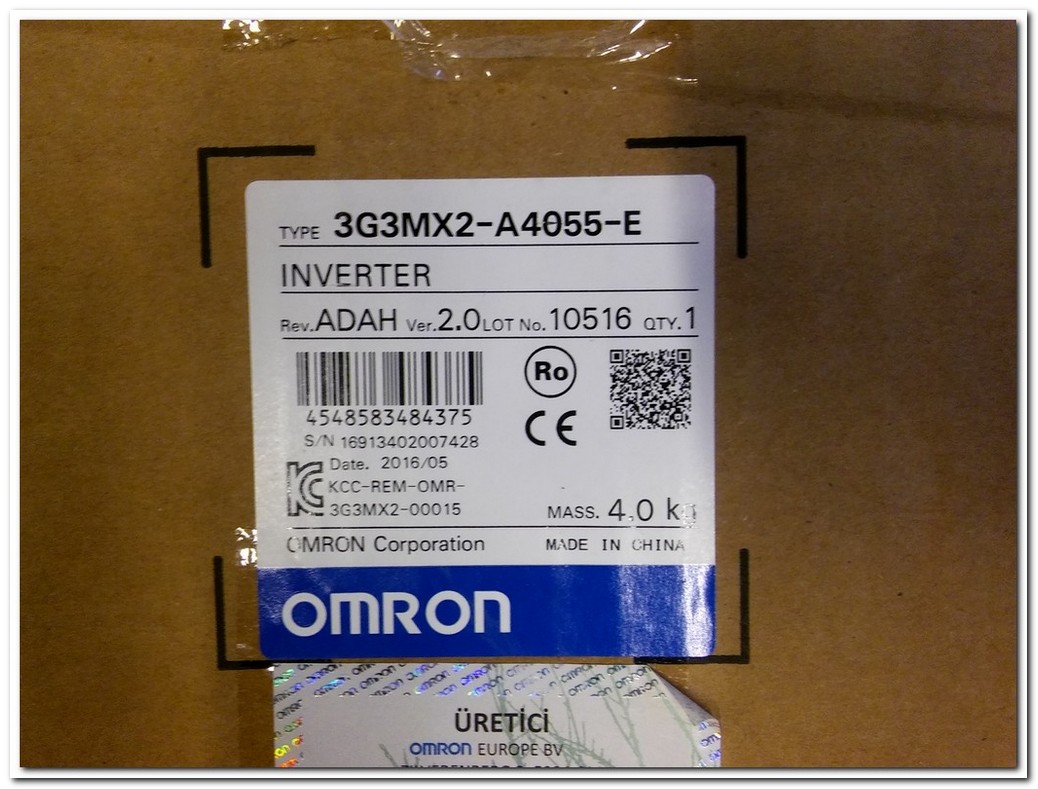 TYPE 3G3MX2-A4055-E
INVERTER
Rev.ADAH Ver.2.0 LOT No.10516 QTY.1
Ro
4548583484375
CE
S/N 16913402007428
Date. 2016/05
KCC-REM-OMR-
3G3MX2-00015
MASS. 4.0 kg
OMRON Corporation MADE IN CHINA
OMRON
ÜRETİCİ
OMRON EUROPE BV